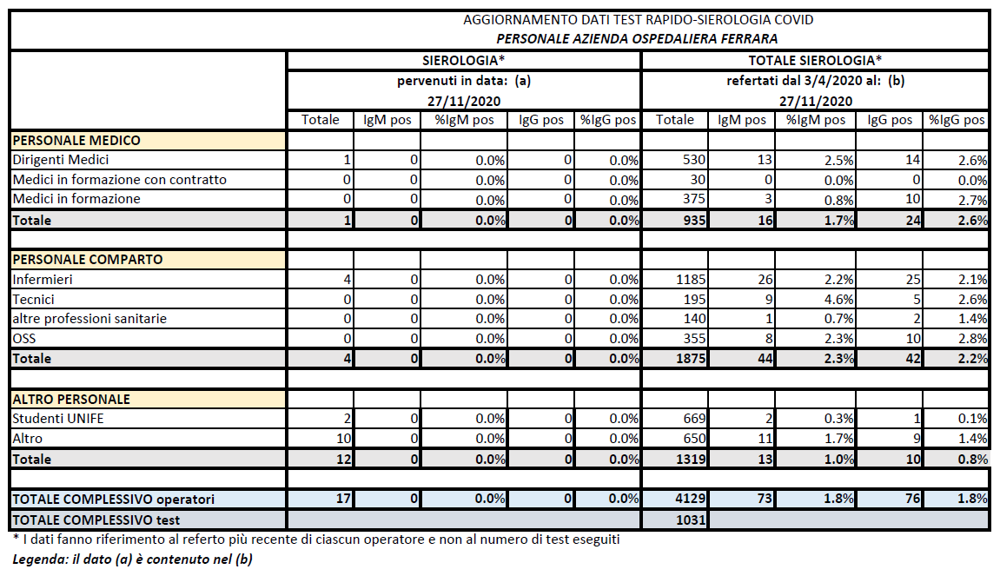 AGGIORNAMENTO DATI TEST RAPIDO-SIEROLOGIA COVID
PERSONALE AZIENDA OSPEDALIERA FERRARA
SIEROLOGIA* TOTALE SIEROLOGIA*
pervenuti in data: (a) refertati dal 3/4/2020 al: (b)
27/11/2020 27/11/2020
Totale IgM pos %IgM pos IgG pos %IgG pos Totale IgM pos %IgM pos IgG pos %IgG pos
PERSONALE MEDICO
Dirigenti Medici 1 0 0.0% 0 0.0% 530 13 2.5% 14 2.6%
Medici in formazione con contratto 0 0 0.0% 0 0.0% 30 0 0.0% 0 0.0%
Medici in formazione 0 0 0.0% 0 0.0% 375 3 0.8% 10 2.7%
Totale 1 0 0.0% 0 0.0% 935 16 1.7% 24 2.6%
PERSONALE COMPARTO
Infermieri 4 0 0.0% 0 0.0% 1185 26 2.2% 25 2.1%
Tecnici 0 0 0.0% 0 0.0% 195 9 4.6% 5 2.6%
altre professioni sanitarie 0 0 0.0% 0 0.0% 140 1 0.7% 2 1.4%
OSS 0 0 0.0% 0 0.0% 355 8 2.3% 10 2.8%
Totale 4 0 0.0% 0 0.0% 1875 44 2.3% 42 2.2%
ALTRO PERSONALE
Studenti UNIFE 2 0 0.0% 0 0.0% 669 2 0.3% 1 0.1%
Altro 10 0 0.0% 0 0.0% 650 11 1.7% 9 1.4%
Totale 12 0 0.0% 0 0.0% 1319 13 1.0% 10 0.8%
TOTALE COMPLESSIVO operatori 17 0 0.0% 0 0.0% 4129 73 1.8% 76 1.8%
TOTALE COMPLESSIVO test 1031
* I dati fanno riferimento al referto più recente di ciascun operatore e non al numero di test eseguiti
Legenda: il dato (a) è contenuto nel (b)